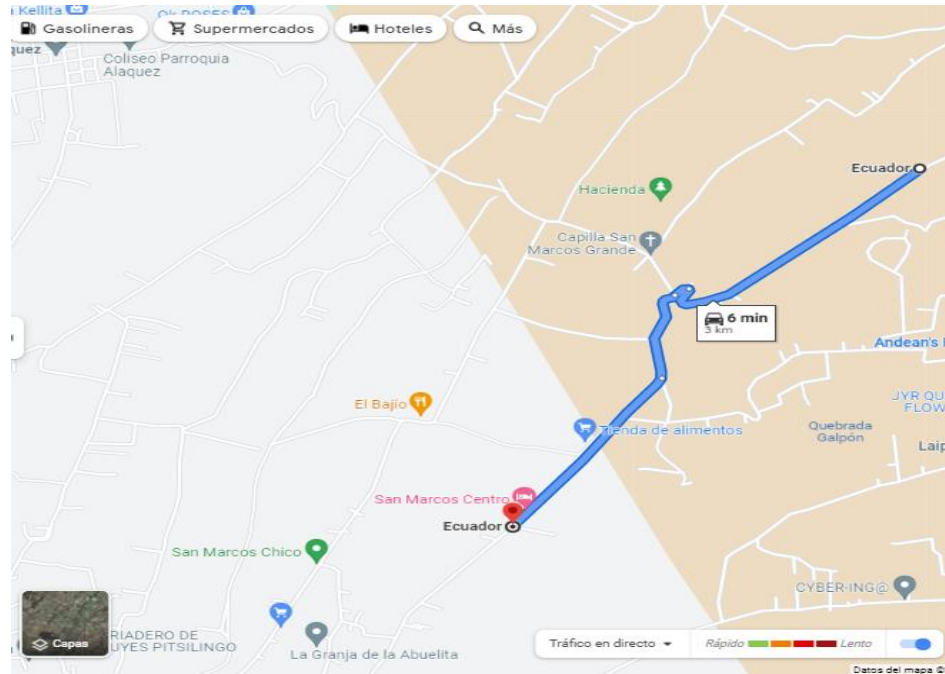 Kellita
OK ROSES
Gasolineras
Supermercados
Hoteles
Más
quez
Coliseo Parroquia
Alaquez
Ecuador
Hacienda
Capilla San
Marcos Grande
6 min
3 km
Andean's
JYR QU
FLOW
El Bajío
Tienda de alimentos
Quebrada
Galpón
Laip
San Marcos Centro
Ecuador
San Marcos Chico
CYBER-ING@
Capas
RIADERO DE
UYES PITSILINGO
La Granja de la Abuelita
Tráfico en directo
Rápido
Lento
Datos del mapa ©